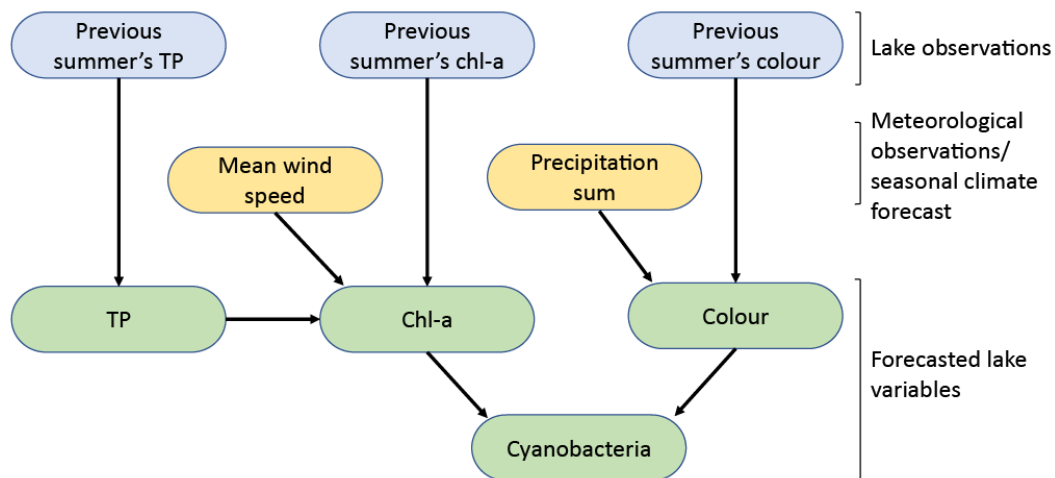 Previous
summer's TP
Previous
summer's chl-a
Previous
summer's colour
Lake observations
Mean wind
speed
Precipitation
sum
Meteorological
observations/
seasonal climate
forecast
TP
Chl-a
Colour
Forecasted lake
variables
Cyanobacteria